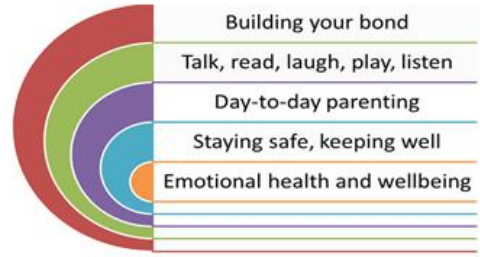 Building your bond
Talk, read, laugh, play, listen
Day-to-day parenting
Staying safe, keeping well
Emotional health and wellbeing